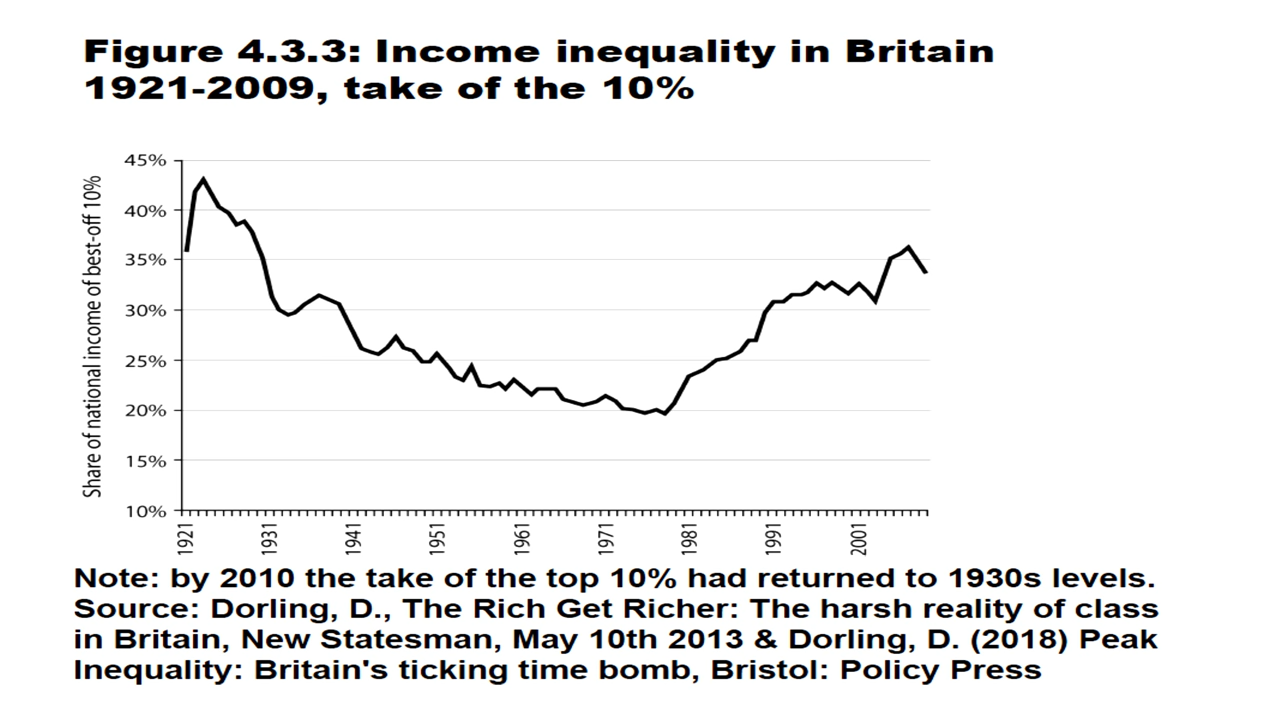 Figure 4.3.3: Income inequality in Britain
1921-2009, take of the 10%
Share of national income of best-off 10%
45%
40%
35%
30%
25%
20%
15%
10%
1921
1931
1941
1951
1961
1971
1981
1991
2001
Note: by 2010 the take of the top 10% had returned to 1930s levels.
Source: Dorling, D., The Rich Get Richer: The harsh reality of class
in Britain, New Statesman, May 10th 2013 & Dorling, D. (2018) Peak
Inequality: Britain's ticking time bomb, Bristol: Policy Press